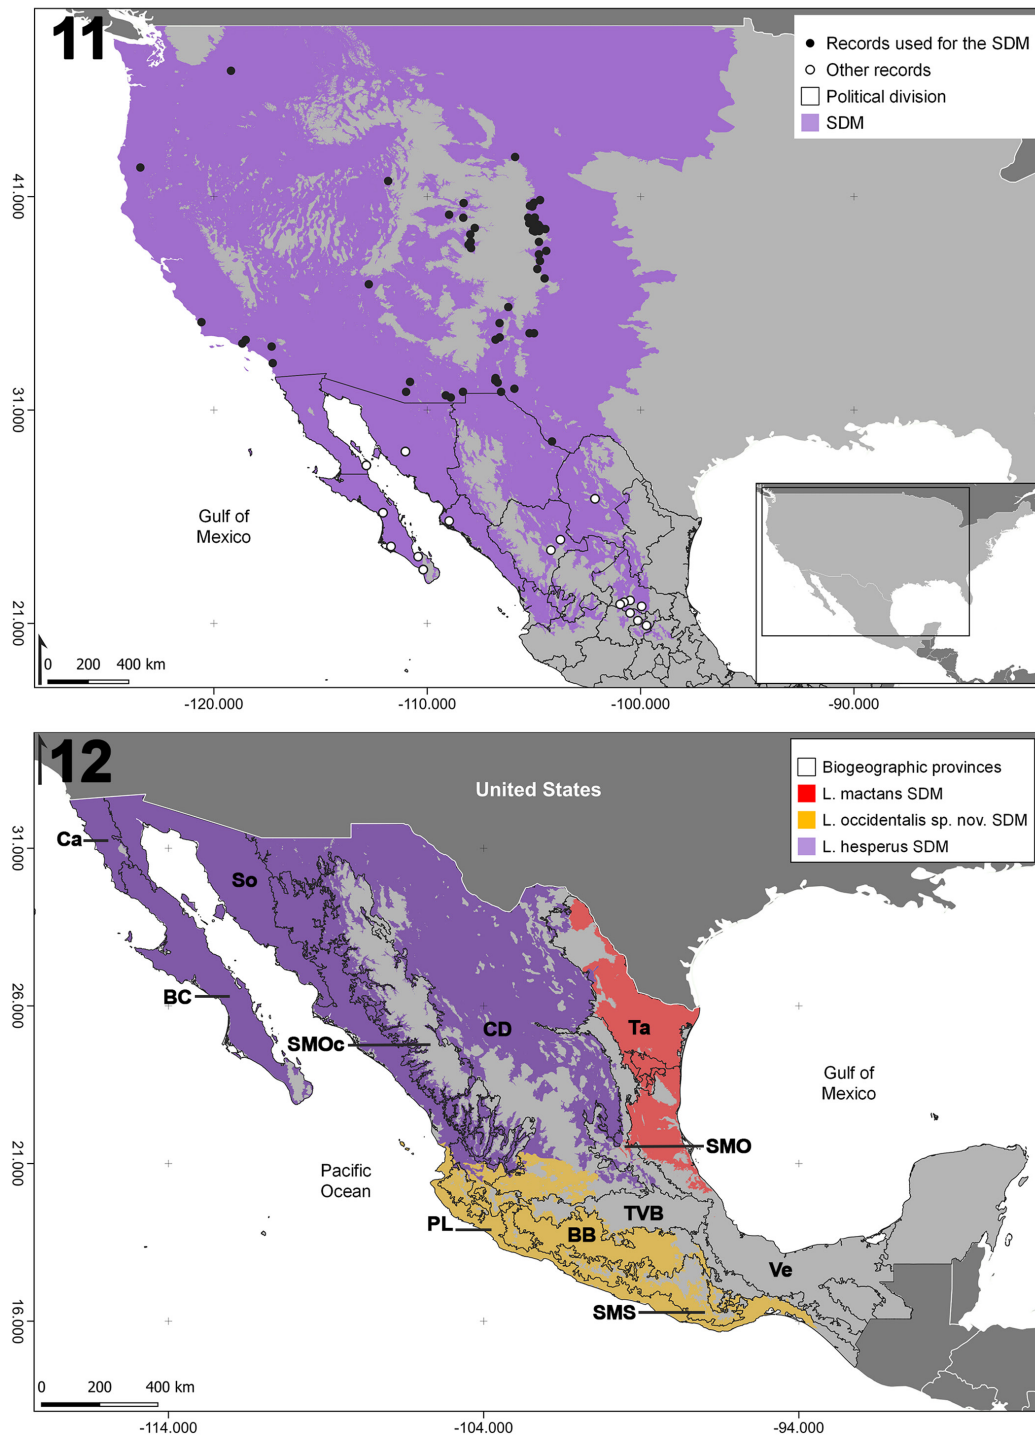 11
Records used for the SDM
Other records
Political division
SDM
41.000
31.000
21.000
Gulf of
Mexico
0 200 400 km
-120.000 -110.000 -100.000 -90.000
12
United States
Biogeographic provinces
L. mactans SDM
L. occidentalis sp. nov. SDM
L. hesperus SDM
31.000
26.000
21.000
16.000
Ca
So
BC
SMOc
CD
Ta
Gulf of
Mexico
SMO
Pacific
Ocean
TVB
PL
BB
Ve
SMS
0 200 400 km
-114.000 -104.000 -94.000